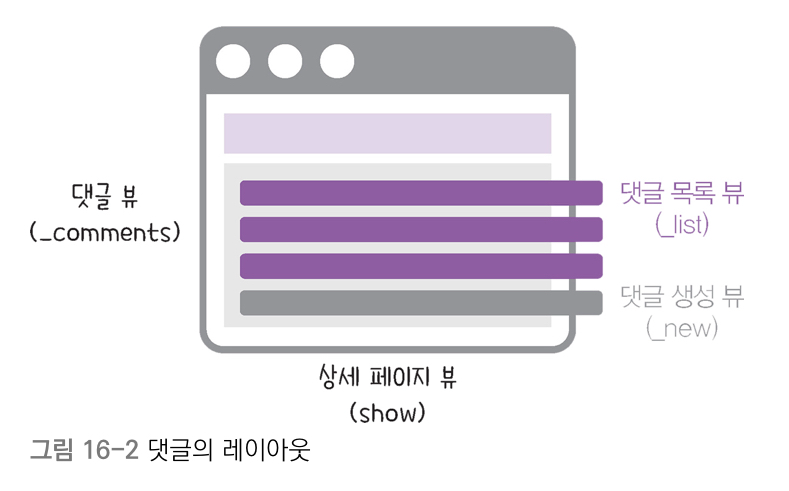 댓글 뷰
(_comments)
댓글 목록 뷰
(_list)
댓글 생성 뷰
(_new)
상세 페이지 뷰
(show)
그림 16-2 댓글의 레이아웃